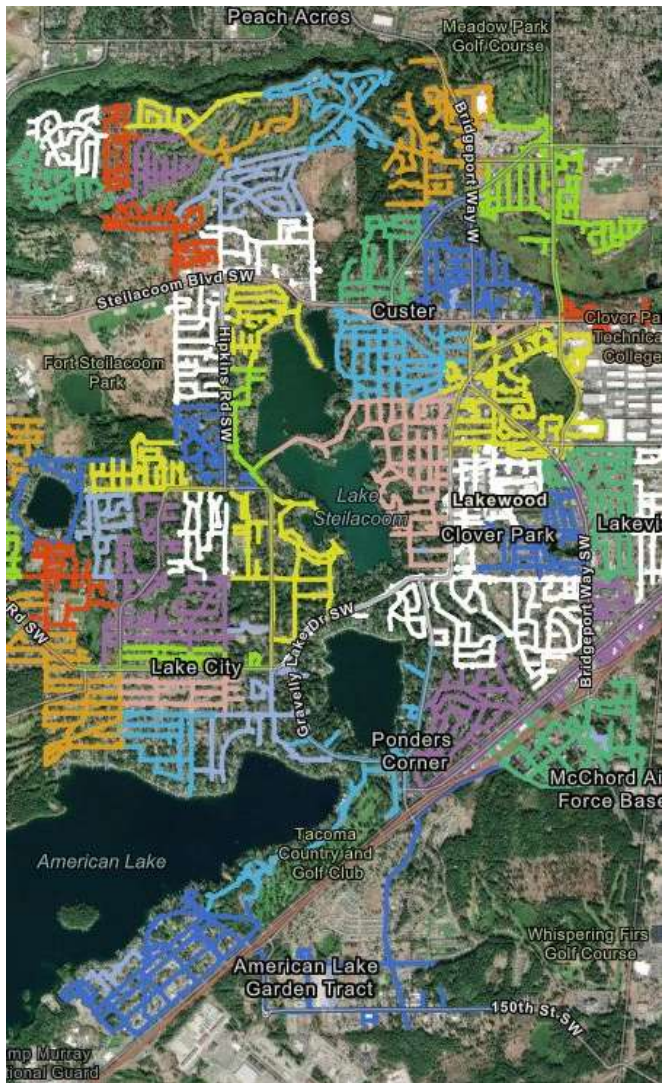 Peach Acres
Meadow Park
Golf Course
Bridgeport Way W
Steilacoom Blvd SW
Custer
Clover Pa
Technica
College
Fort Steilacoom
Park
Hipkins Rd SW
Lake
Steilacoom
Lakewood
Clover Park
Lakevi
Rd SW
Bridgeport Way SW
Gravelly Lake Dr SW
Lake City
Ponders
Corner
McChord Ai
Force Base
Tacoma
Country and
Golf Club
American Lake
Whispering Firs
Golf Course
American Lake
Garden Tract
150th St SW
mp Murray
ional Guard